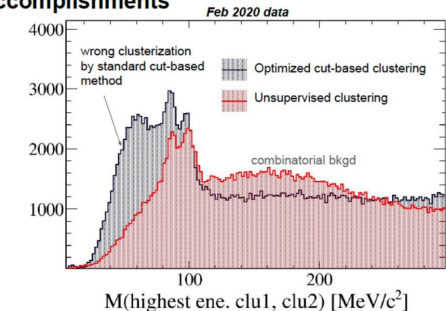 ccomplishments
Feb 2020 data
4000
3000
2000
1000
wrong clusterization
by standard cut-based
method
Optimized cut-based clustering
Unsupervised clustering
combinatorial bkgd
100
200
M(highest ene. clu1, clu2) [MeV/c²]